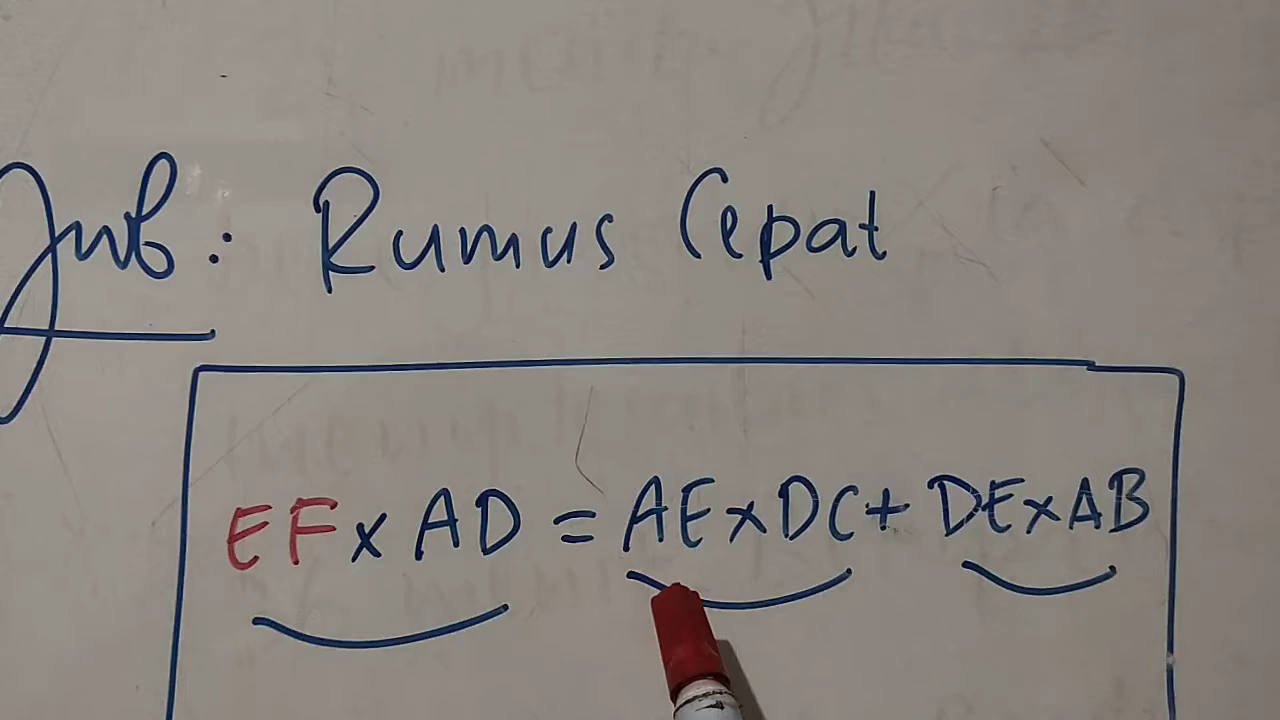 Jwb: Rumus Cepat
EF x AD = AE x DC + DE x AB